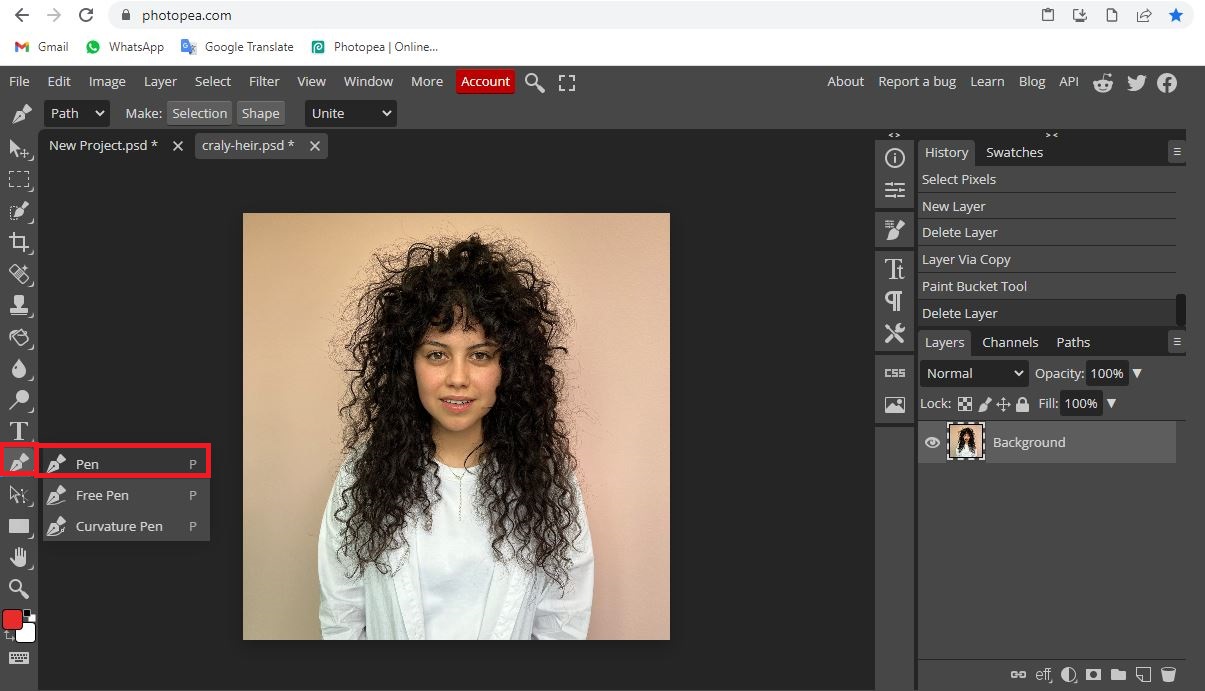 photopea.com
Gmail WhatsApp Google Translate Photopea | Online...
File Edit Image Layer Select Filter View Window More Account About Report a bug Learn Blog API
Path Make: Selection Shape Unite
New Project.psd * craly-heir.psd *
< >
> <
History Swatches
Select Pixels
New Layer
Delete Layer
Layer Via Copy
Paint Bucket Tool
Delete Layer
Layers Channels Paths
CSS
Normal Opacity: 100%
Lock: Fill: 100%
Background
Pen P
Free Pen P
Curvature Pen P
eff